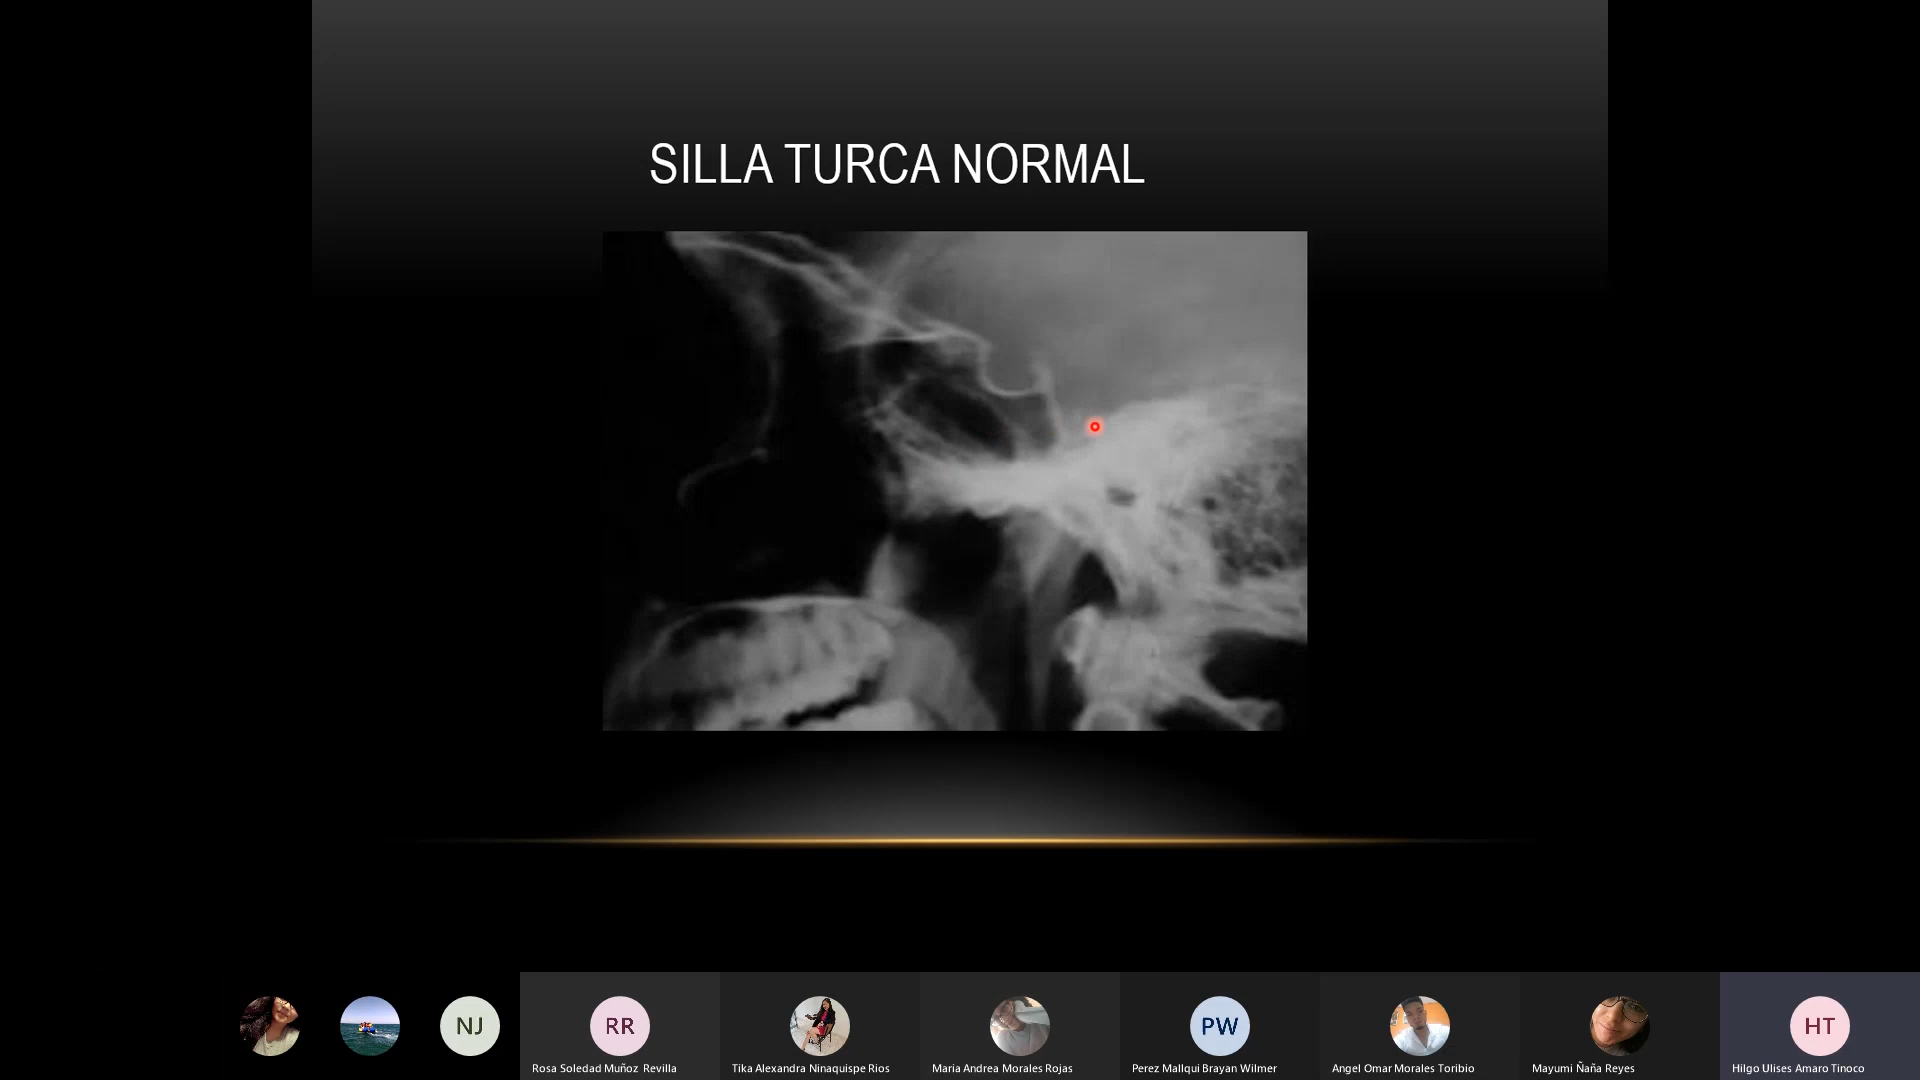 SILLA TURCA NORMAL
NJ
RR
PW
HT
Rosa Soledad Muñoz Revilla
Tika Alexandra Ninaquispe Rios
Maria Andrea Morales Rojas
Perez Mallqui Brayan Wilmer
Angel Omar Morales Toribio
Mayumi Ñaña Reyes
Hilgo Ulises Amaro Tinoco